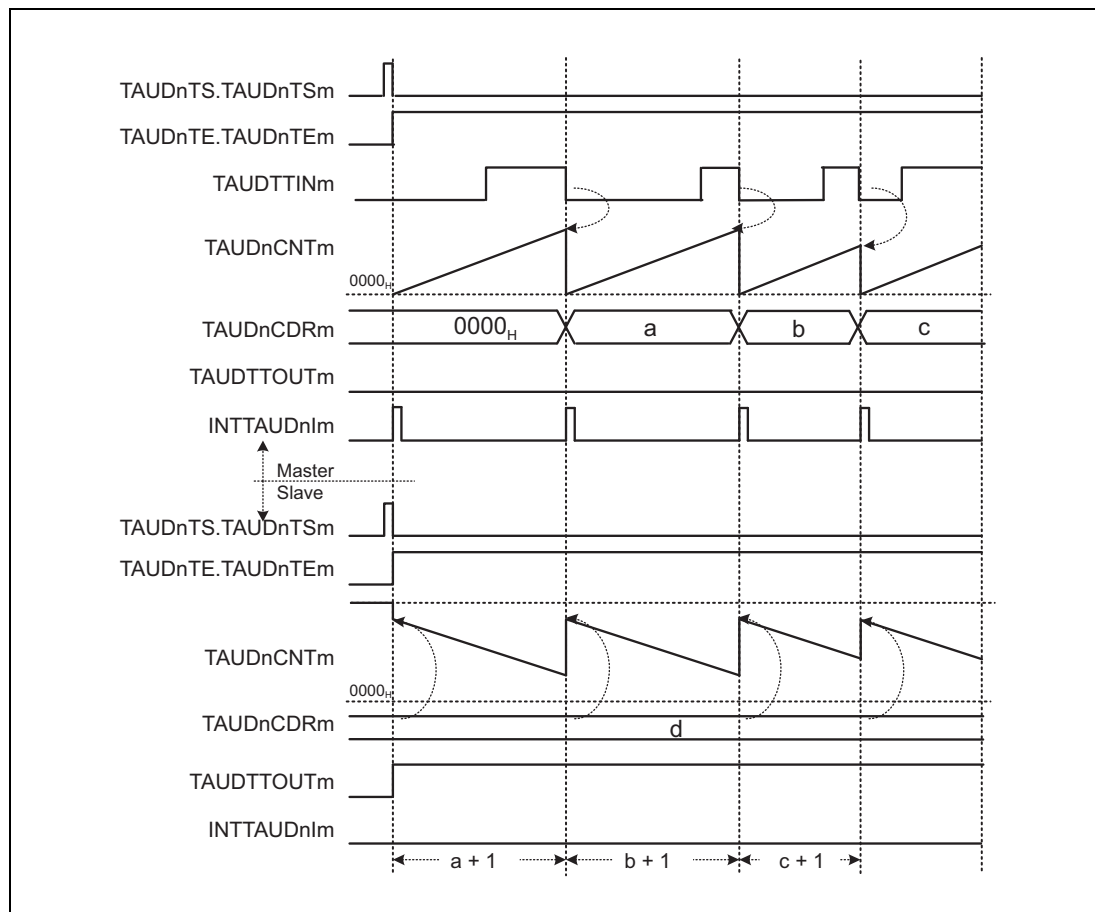 TAUDnTS.TAUDnTSm
TAUDnTE.TAUDnTEm
TAUDTTINm
TAUDnCNTm
0000H
TAUDnCDRm
0000H a b c
TAUDTTOUTm
INTTAUDnIm
Master
Slave
TAUDnTS.TAUDnTSm
TAUDnTE.TAUDnTEm
TAUDnCNTm
0000H
TAUDnCDRm
d
TAUDTTOUTm
INTTAUDnIm
a + 1 b + 1 c + 1